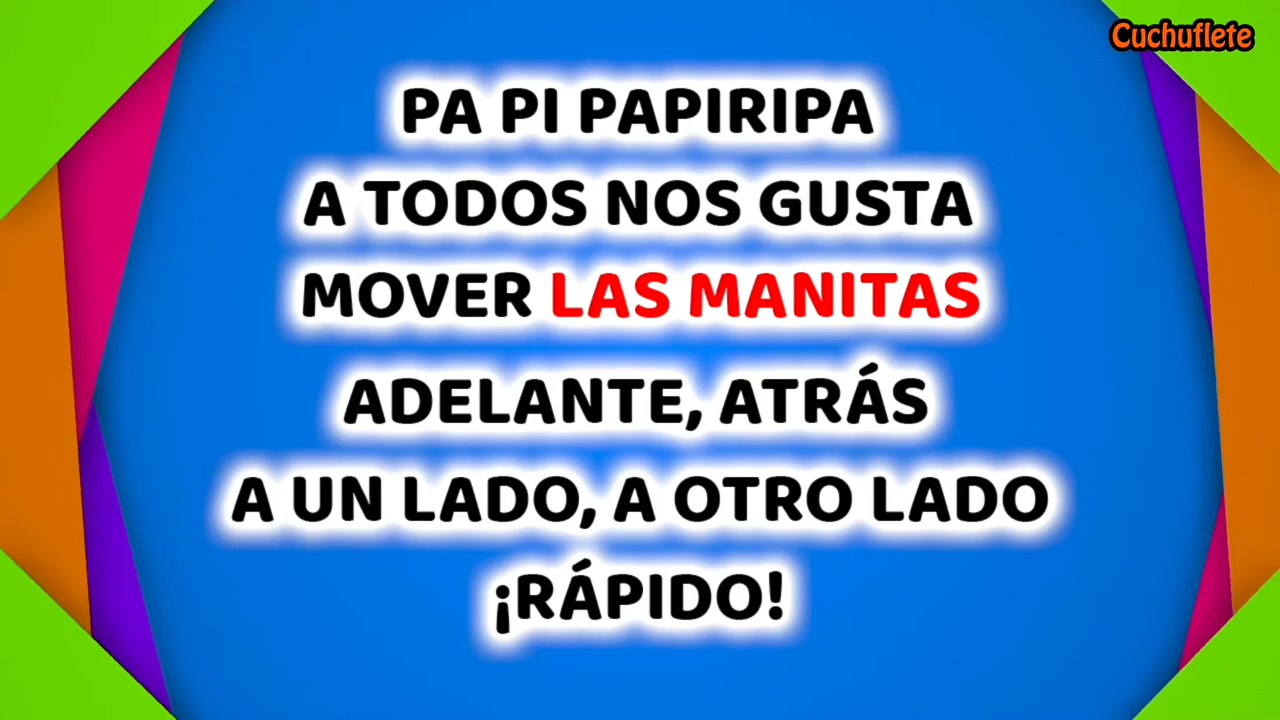 Cuchuflete
PA PI PAPIRIPA
A TODOS NOS GUSTA
MOVER LAS MANITAS
ADELANTE, ATRÁS
A UN LADO, A OTRO LADO
¡RÁPIDO!